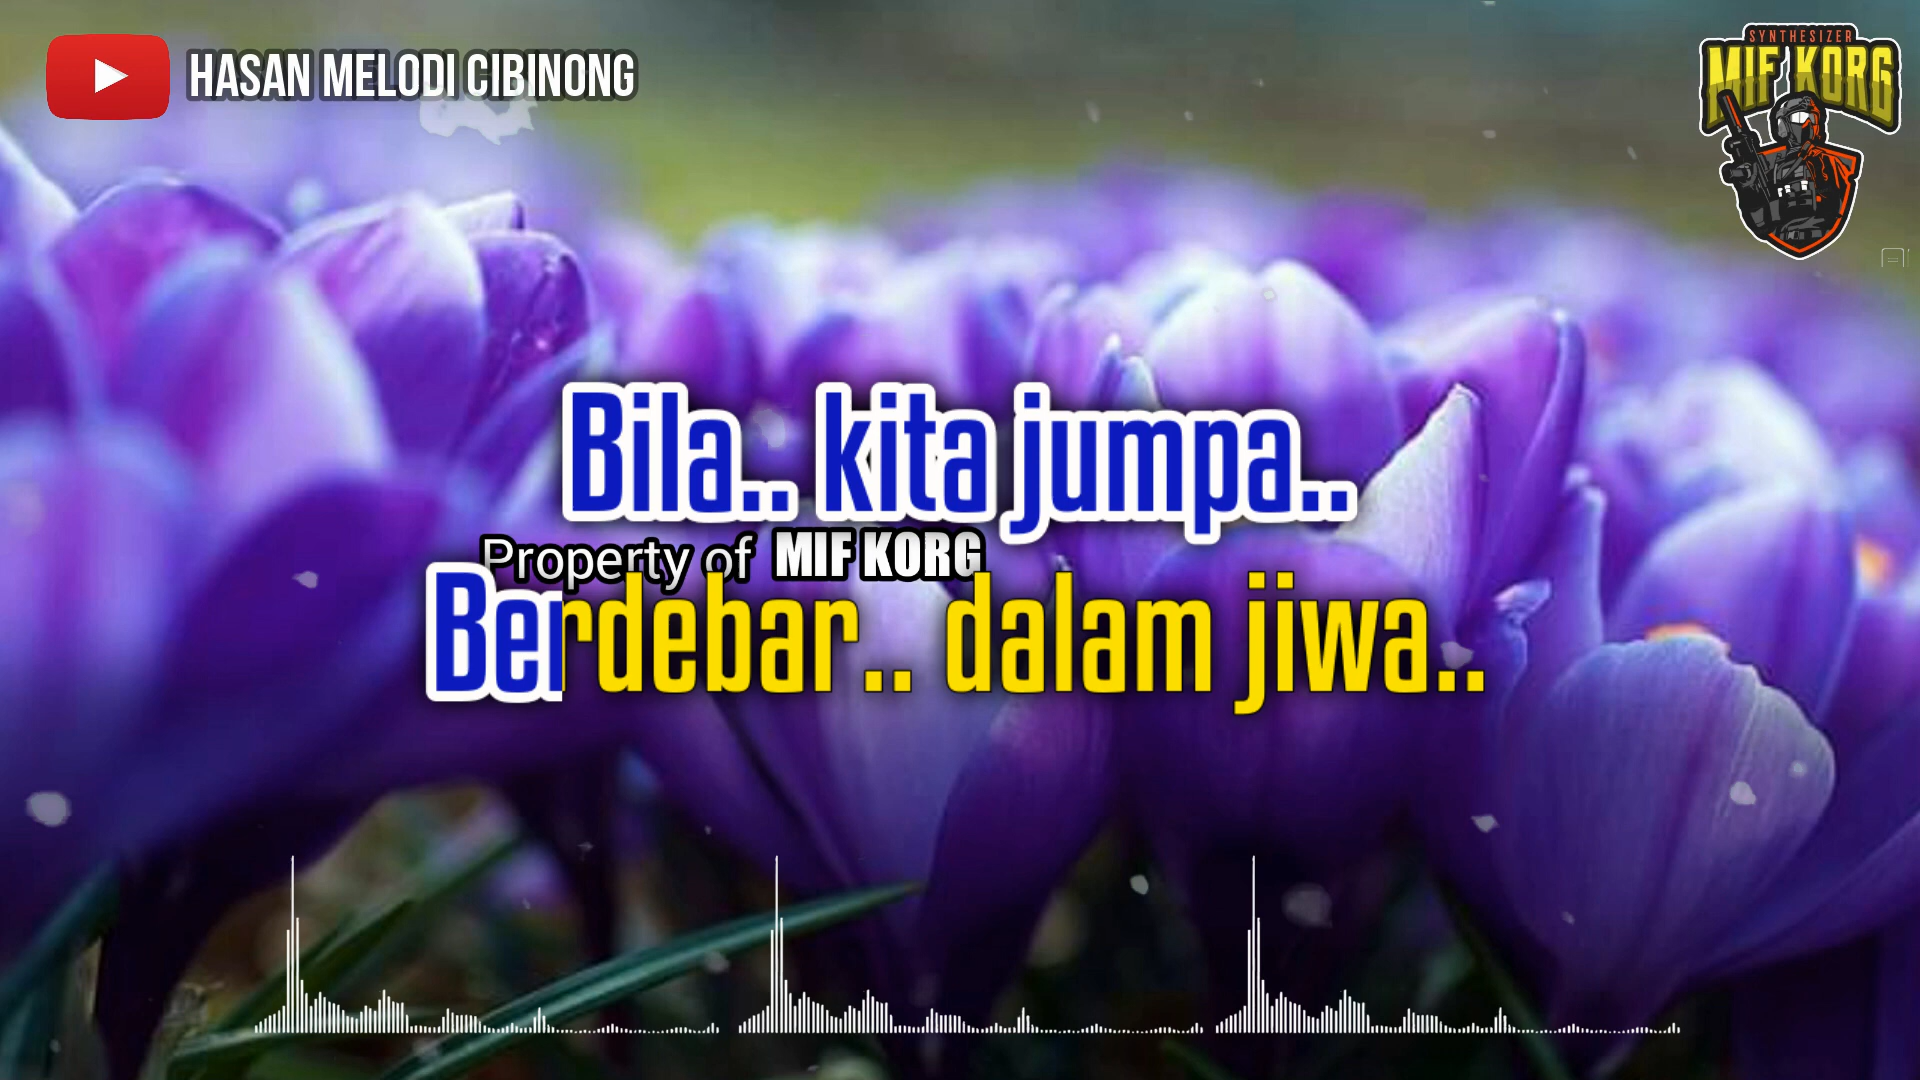 HASAN MELODI CIBINONG
SYNTHESIZER
MIF KORG
Bila.. kita jumpa..
Property of MIF KORG
Berdebar.. dalam jiwa..